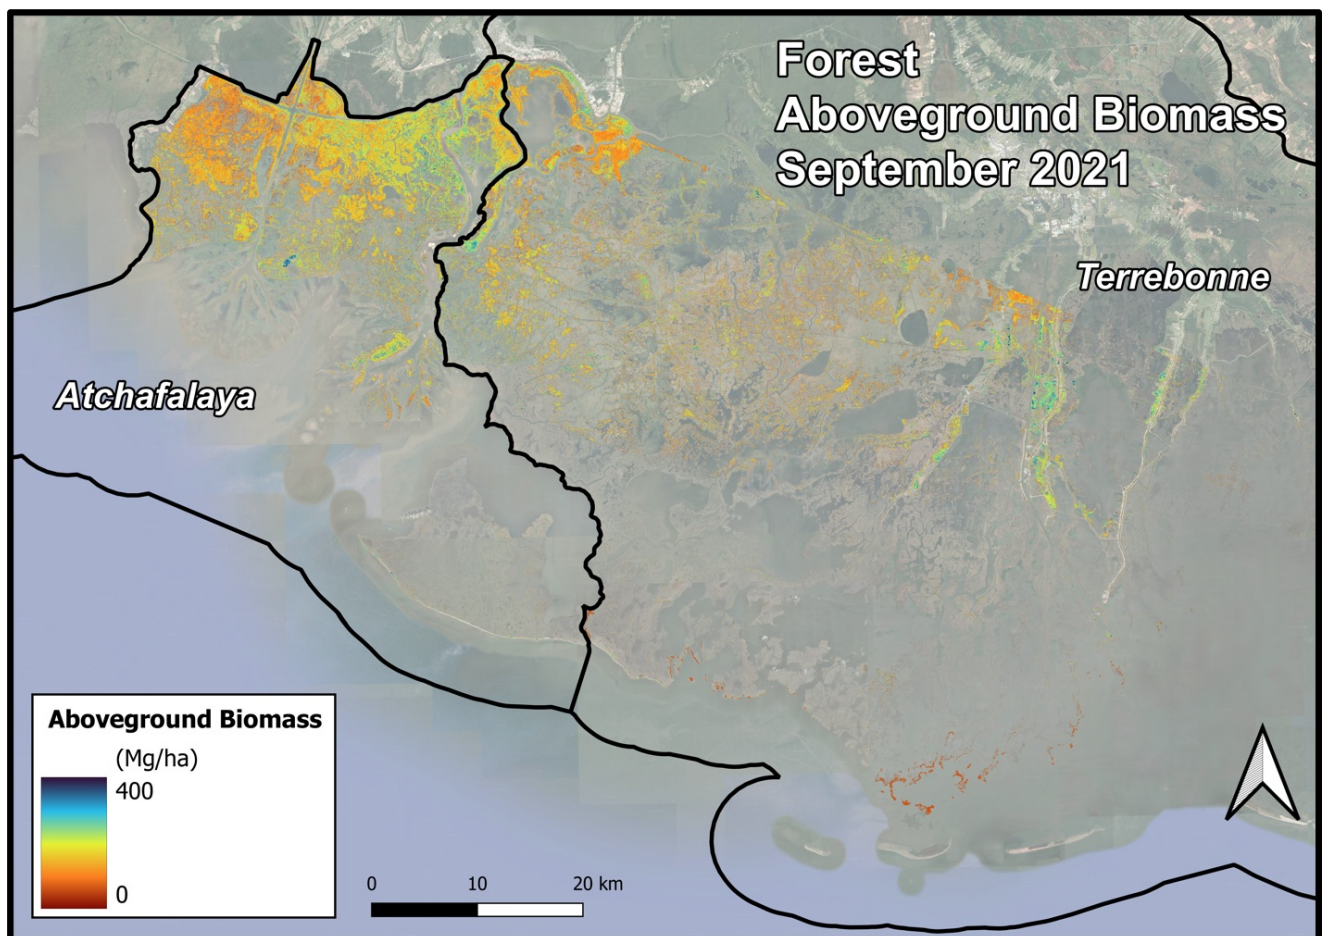 Forest
Aboveground Biomass
September 2021
Terrebonne
Atchafalaya
Aboveground Biomass
(Mg/ha)
400
0
0 10 20 km